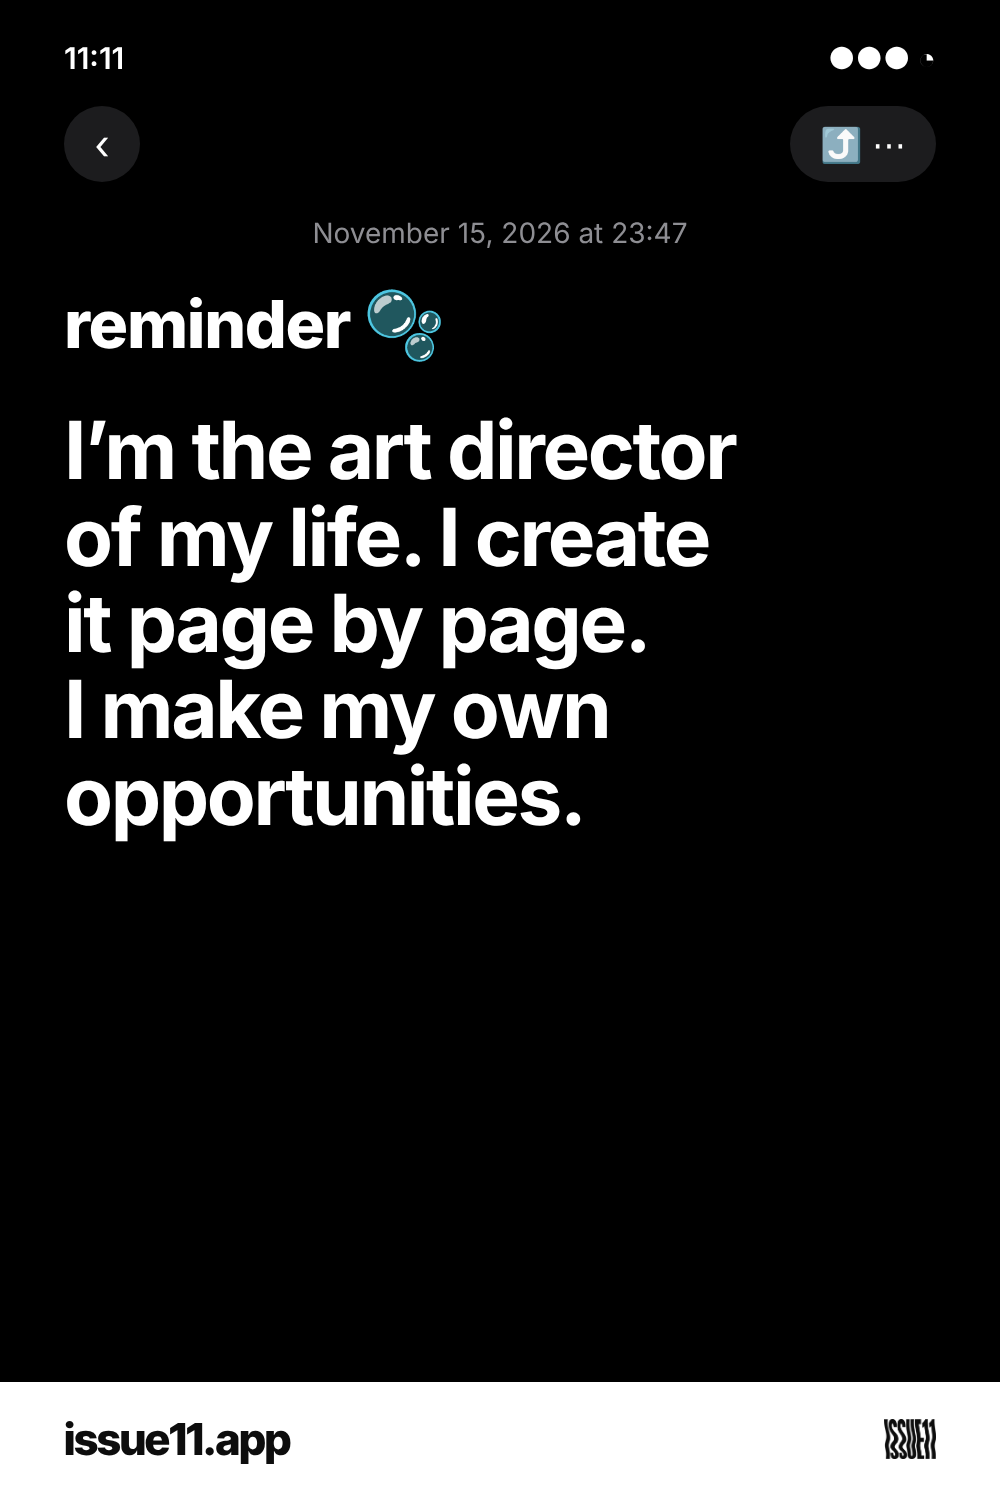 11:11
November 15, 2026 at 23:47
reminder 🫧
I’m the art director
of my life. I create
it page by page.
I make my own
opportunities.
issue11.app
ISSUE11